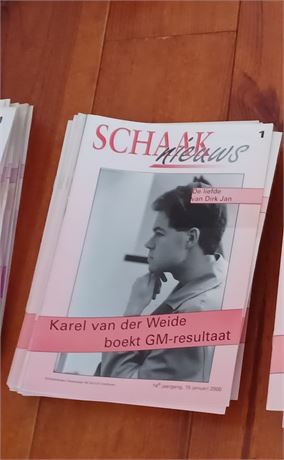 SCHAAK
nieuws
1
De liefde
van Dirk Jan
Karel van der Weide
boekt GM-resultaat
14e jaargang, 15 januari 2000